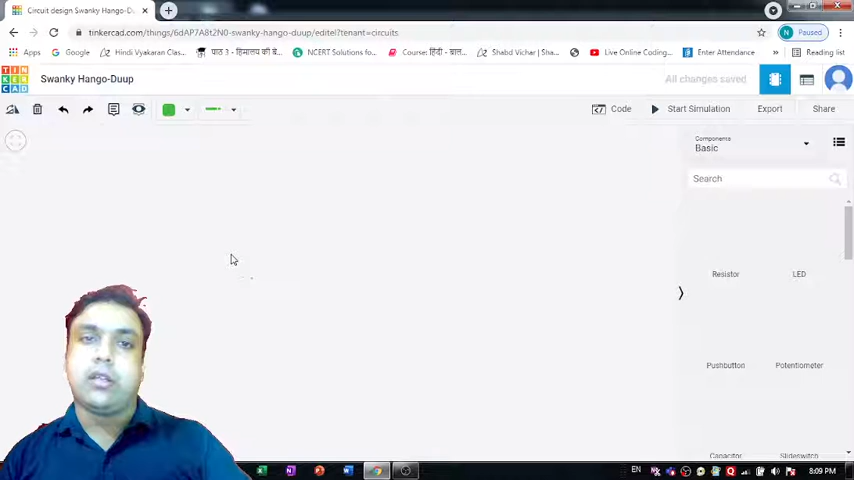 Circuit design Swanky Hango-Duup
tinkercad.com/things/6dAP7A8t2N0-swanky-hango-duup/editel?tenant=circuits
Paused
Apps
Google
Hindi Vyakaran Clas...
पाठ 3 - हिमालय की बे...
NCERT Solutions fo...
Course: हिंदी - बाल...
Shabd Vichar | Sha...
Live Online Coding...
Enter Attendance
Reading list
TIN
KER
CAD
Swanky Hango-Duup
All changes saved
Code
Start Simulation
Export
Share
Components
Basic
Search
Resistor
LED
Pushbutton
Potentiometer
Capacitor
Slideswitch
EN
8:09 PM